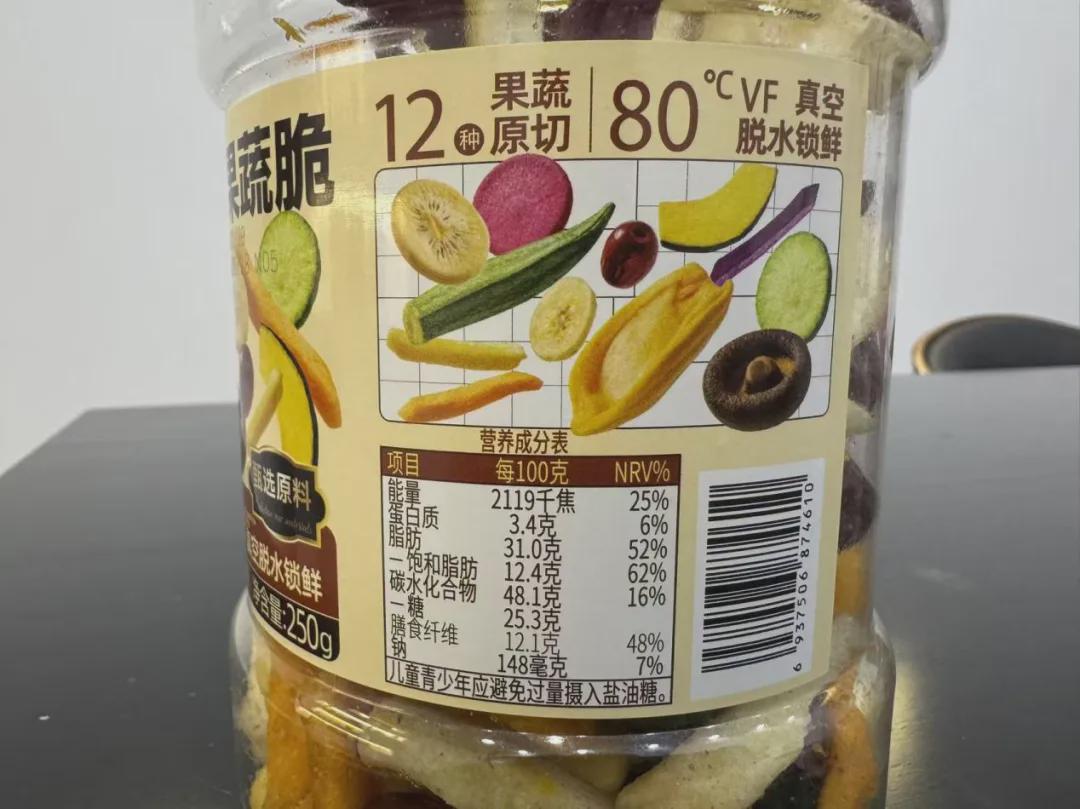 果蔬脆
12种
果蔬
原切
80℃
VF 真空
脱水锁鲜
甄选原料
真空脱水锁鲜
净含量:250g
营养成分表
项目 每100克 NRV%
能量 2119千焦 25%
蛋白质 3.4克 6%
脂肪 31.0克 52%
—饱和脂肪 12.4克 62%
碳水化合物 48.1克 16%
—糖 25.3克
膳食纤维 12.1克 48%
钠 148毫克 7%
儿童青少年应避免过量摄入盐油糖。
6 937506 874610